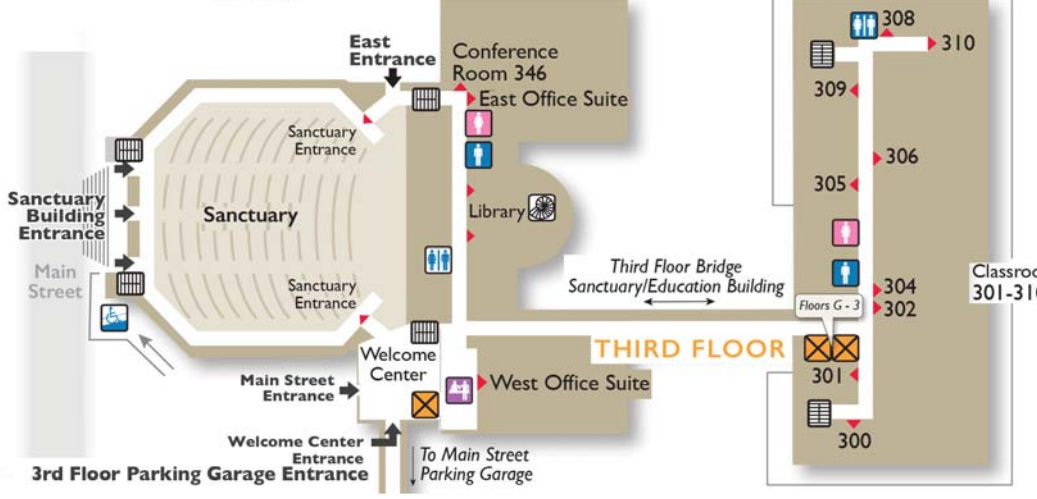 308
310
309
306
305
304
302
Floors G - 3
301
300
Classroo
301-310
East
Entrance
Conference
Room 346
East Office Suite
Sanctuary
Entrance
Sanctuary
Building
Entrance
Sanctuary
Library
Main
Street
Third Floor Bridge
Sanctuary/Education Building
Sanctuary
Entrance
THIRD FLOOR
Welcome
Center
Main Street
Entrance
West Office Suite
Welcome Center
Entrance
3rd Floor Parking Garage Entrance
To Main Street
Parking Garage